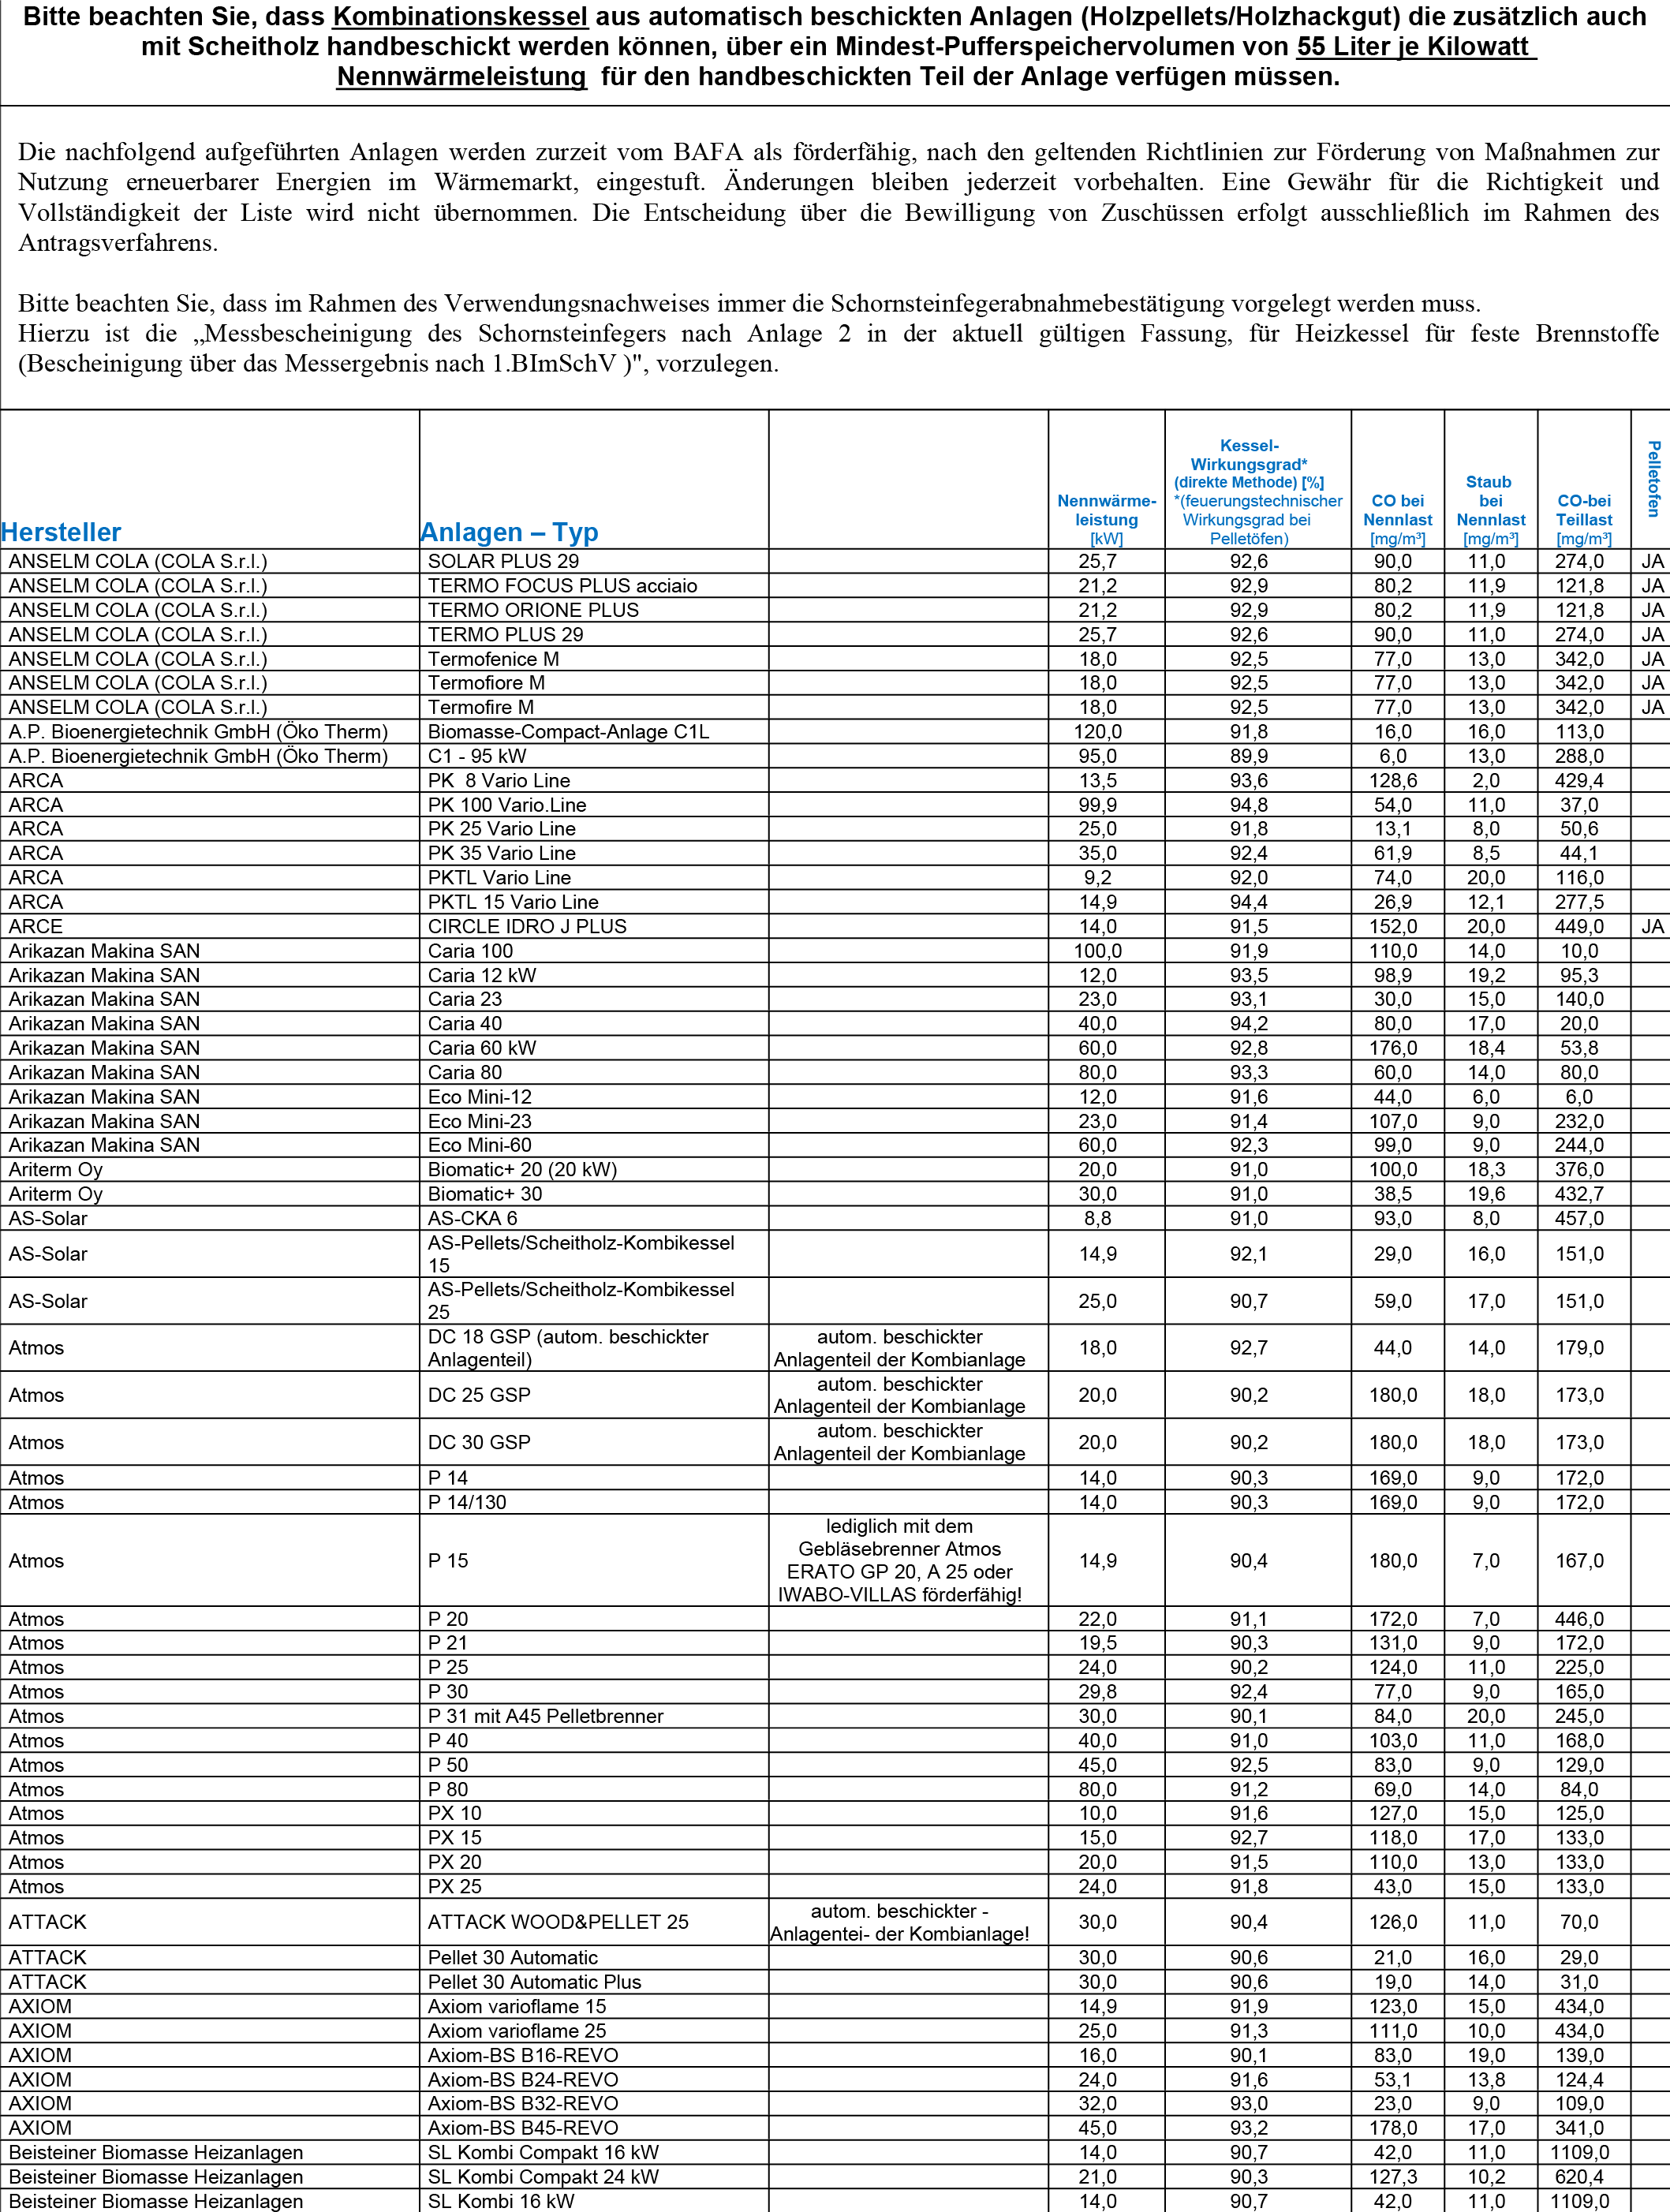 Bitte beachten Sie, dass Kombinationskessel aus automatisch beschickten Anlagen (Holzpellets/Holzhackgut) die zusätzlich auch
mit Scheitholz handbeschickt werden können, über ein Mindest-Pufferspeichervolumen von 55 Liter je Kilowatt
Nennwärmeleistung für den handbeschickten Teil der Anlage verfügen müssen.
Die nachfolgend aufgeführten Anlagen werden zurzeit vom BAFA als förderfähig, nach den geltenden Richtlinien zur Förderung von Maßnahmen zur
Nutzung erneuerbarer Energien im Wärmemarkt, eingestuft. Änderungen bleiben jederzeit vorbehalten. Eine Gewähr für die Richtigkeit und
Vollständigkeit der Liste wird nicht übernommen. Die Entscheidung über die Bewilligung von Zuschüssen erfolgt ausschließlich im Rahmen des
Antragsverfahrens.
Bitte beachten Sie, dass im Rahmen des Verwendungsnachweises immer die Schornsteinfegerabnahmebestätigung vorgelegt werden muss.
Hierzu ist die „Messbescheinigung des Schornsteinfegers nach Anlage 2 in der aktuell gültigen Fassung, für Heizkessel für feste Brennstoffe
(Bescheinigung über das Messergebnis nach 1.BImSchV )", vorzulegen.
Hersteller
Anlagen – Typ
Nennwärme-
leistung
[kW]
Kessel-
Wirkungsgrad*
(direkte Methode) [%]
*(feuerungstechnischer
Wirkungsgrad bei
Pelletöfen)
CO bei
Nennlast
[mg/m³]
Staub
bei
Nennlast
[mg/m³]
CO-bei
Teillast
[mg/m³]
Pelletofen
ANSELM COLA (COLA S.r.l.) SOLAR PLUS 29 25,7 92,6 90,0 11,0 274,0 JA
ANSELM COLA (COLA S.r.l.) TERMO FOCUS PLUS acciaio 21,2 92,9 80,2 11,9 121,8 JA
ANSELM COLA (COLA S.r.l.) TERMO ORIONE PLUS 21,2 92,9 80,2 11,9 121,8 JA
ANSELM COLA (COLA S.r.l.) TERMO PLUS 29 25,7 92,6 90,0 11,0 274,0 JA
ANSELM COLA (COLA S.r.l.) Termofenice M 18,0 92,5 77,0 13,0 342,0 JA
ANSELM COLA (COLA S.r.l.) Termofiore M 18,0 92,5 77,0 13,0 342,0 JA
ANSELM COLA (COLA S.r.l.) Termofire M 18,0 92,5 77,0 13,0 342,0 JA
A.P. Bioenergietechnik GmbH (Öko Therm) Biomasse-Compact-Anlage C1L 120,0 91,8 16,0 16,0 113,0
A.P. Bioenergietechnik GmbH (Öko Therm) C1 - 95 kW 95,0 89,9 6,0 13,0 288,0
ARCA PK 8 Vario Line 13,5 93,6 128,6 2,0 429,4
ARCA PK 100 Vario.Line 99,9 94,8 54,0 11,0 37,0
ARCA PK 25 Vario Line 25,0 91,8 13,1 8,0 50,6
ARCA PK 35 Vario Line 35,0 92,4 61,9 8,5 44,1
ARCA PKTL Vario Line 9,2 92,0 74,0 20,0 116,0
ARCA PKTL 15 Vario Line 14,9 94,4 26,9 12,1 277,5
ARCE CIRCLE IDRO J PLUS 14,0 91,5 152,0 20,0 449,0 JA
Arikazan Makina SAN Caria 100 100,0 91,9 110,0 14,0 10,0
Arikazan Makina SAN Caria 12 kW 12,0 93,5 98,9 19,2 95,3
Arikazan Makina SAN Caria 23 23,0 93,1 30,0 15,0 140,0
Arikazan Makina SAN Caria 40 40,0 94,2 80,0 17,0 20,0
Arikazan Makina SAN Caria 60 kW 60,0 92,8 176,0 18,4 53,8
Arikazan Makina SAN Caria 80 80,0 93,3 60,0 14,0 80,0
Arikazan Makina SAN Eco Mini-12 12,0 91,6 44,0 6,0 6,0
Arikazan Makina SAN Eco Mini-23 23,0 91,4 107,0 9,0 232,0
Arikazan Makina SAN Eco Mini-60 60,0 92,3 99,0 9,0 244,0
Ariterm Oy Biomatic+ 20 (20 kW) 20,0 91,0 100,0 18,3 376,0
Ariterm Oy Biomatic+ 30 30,0 91,0 38,5 19,6 432,7
AS-Solar AS-CKA 6 8,8 91,0 93,0 8,0 457,0
AS-Solar AS-Pellets/Scheitholz-Kombikessel
15 14,9 92,1 29,0 16,0 151,0
AS-Solar AS-Pellets/Scheitholz-Kombikessel
25 25,0 90,7 59,0 17,0 151,0
Atmos DC 18 GSP (autom. beschickter
Anlagenteil) autom. beschickter
Anlagenteil der Kombianlage 18,0 92,7 44,0 14,0 179,0
Atmos DC 25 GSP autom. beschickter
Anlagenteil der Kombianlage 20,0 90,2 180,0 18,0 173,0
Atmos DC 30 GSP autom. beschickter
Anlagenteil der Kombianlage 20,0 90,2 180,0 18,0 173,0
Atmos P 14 14,0 90,3 169,0 9,0 172,0
Atmos P 14/130 14,0 90,3 169,0 9,0 172,0
Atmos P 15 lediglich mit dem
Gebläsebrenner Atmos
ERATO GP 20, A 25 oder
IWABO-VILLAS förderfähig! 14,9 90,4 180,0 7,0 167,0
Atmos P 20 22,0 91,1 172,0 7,0 446,0
Atmos P 21 19,5 90,3 131,0 9,0 172,0
Atmos P 25 24,0 90,2 124,0 11,0 225,0
Atmos P 30 29,8 92,4 77,0 9,0 165,0
Atmos P 31 mit A45 Pelletbrenner 30,0 90,1 84,0 20,0 245,0
Atmos P 40 40,0 91,0 103,0 11,0 168,0
Atmos P 50 45,0 92,5 83,0 9,0 129,0
Atmos P 80 80,0 91,2 69,0 14,0 84,0
Atmos PX 10 10,0 91,6 127,0 15,0 125,0
Atmos PX 15 15,0 92,7 118,0 17,0 133,0
Atmos PX 20 20,0 91,5 110,0 13,0 133,0
Atmos PX 25 24,0 91,8 43,0 15,0 133,0
ATTACK ATTACK WOOD&PELLET 25 autom. beschickter -
Anlagentei- der Kombianlage! 30,0 90,4 126,0 11,0 70,0
ATTACK Pellet 30 Automatic 30,0 90,6 21,0 16,0 29,0
ATTACK Pellet 30 Automatic Plus 30,0 90,6 19,0 14,0 31,0
AXIOM Axiom varioflame 15 14,9 91,9 123,0 15,0 434,0
AXIOM Axiom varioflame 25 25,0 91,3 111,0 10,0 434,0
AXIOM Axiom-BS B16-REVO 16,0 90,1 83,0 19,0 139,0
AXIOM Axiom-BS B24-REVO 24,0 91,6 53,1 13,8 124,4
AXIOM Axiom-BS B32-REVO 32,0 93,0 23,0 9,0 109,0
AXIOM Axiom-BS B45-REVO 45,0 93,2 178,0 17,0 341,0
Beisteiner Biomasse Heizanlagen SL Kombi Compakt 16 kW 14,0 90,7 42,0 11,0 1109,0
Beisteiner Biomasse Heizanlagen SL Kombi Compakt 24 kW 21,0 90,3 127,3 10,2 620,4
Beisteiner Biomasse Heizanlagen SL Kombi 16 kW 14,0 90,7 42,0 11,0 1109,0